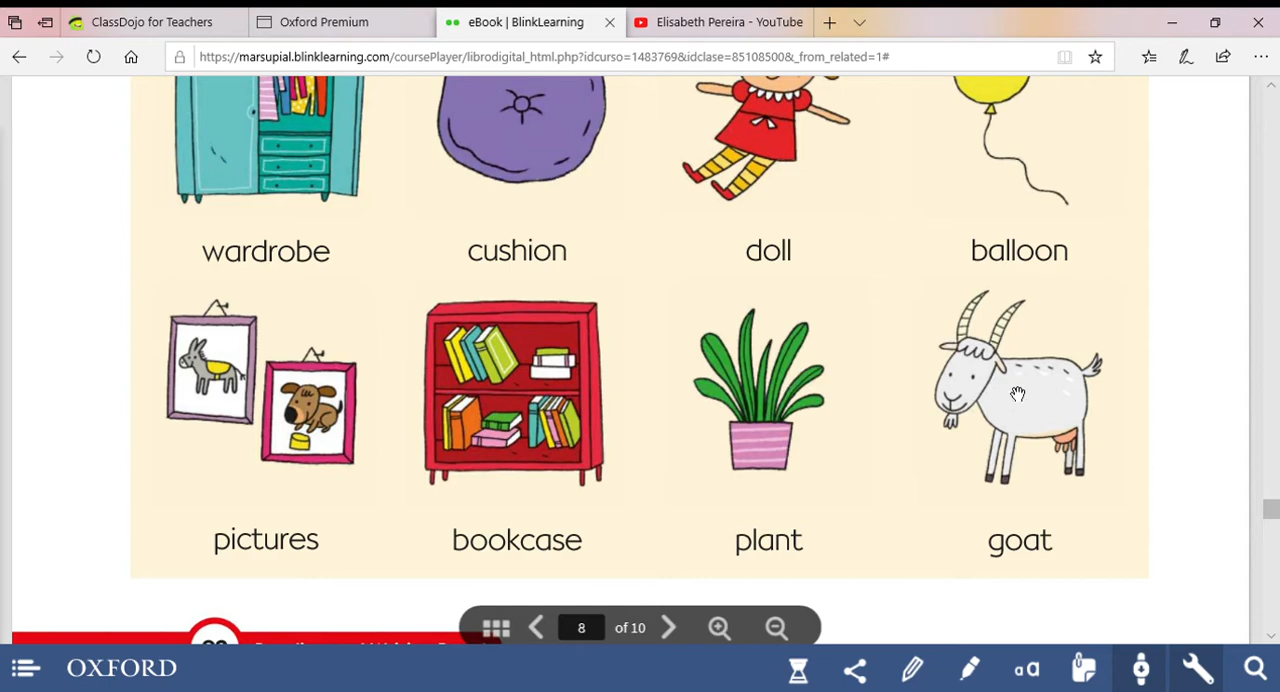 ClassDojo for Teachers
Oxford Premium
eBook | BlinkLearning
Elisabeth Pereira - YouTube
https://marsupial.blinklearning.com/coursePlayer/librodigital_html.php?idcurso=1483769&idclase=85108500&_from_related=1#
wardrobe cushion doll balloon
pictures bookcase plant goat
8 of 10
OXFORD
aa